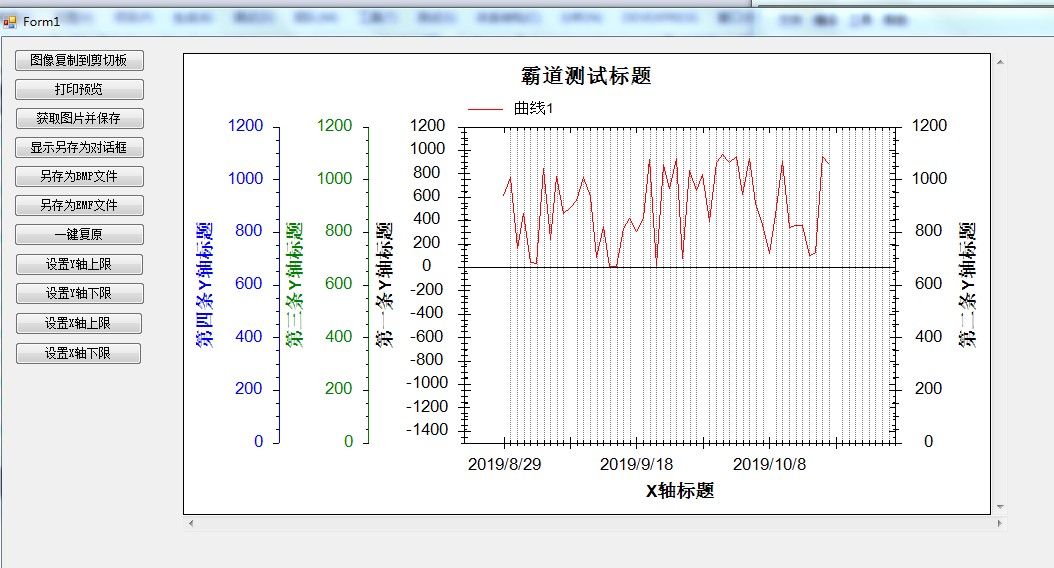 Form1
图像复制到剪切板
打印预览
获取图片并保存
显示另存为对话框
另存为BMP文件
另存为EMF文件
一键复原
设置Y轴上限
设置Y轴下限
设置X轴上限
设置X轴下限
霸道测试标题
曲线1
第四条Y轴标题
1200
1000
800
600
400
200
0
第三条Y轴标题
1200
1000
800
600
400
200
0
第一条Y轴标题
1200
1000
800
600
400
200
0
-200
-400
-600
-800
-1000
-1200
-1400
1200
1000
800
600
400
200
0
第二条Y轴标题
2019/8/29 2019/9/18 2019/10/8
X轴标题